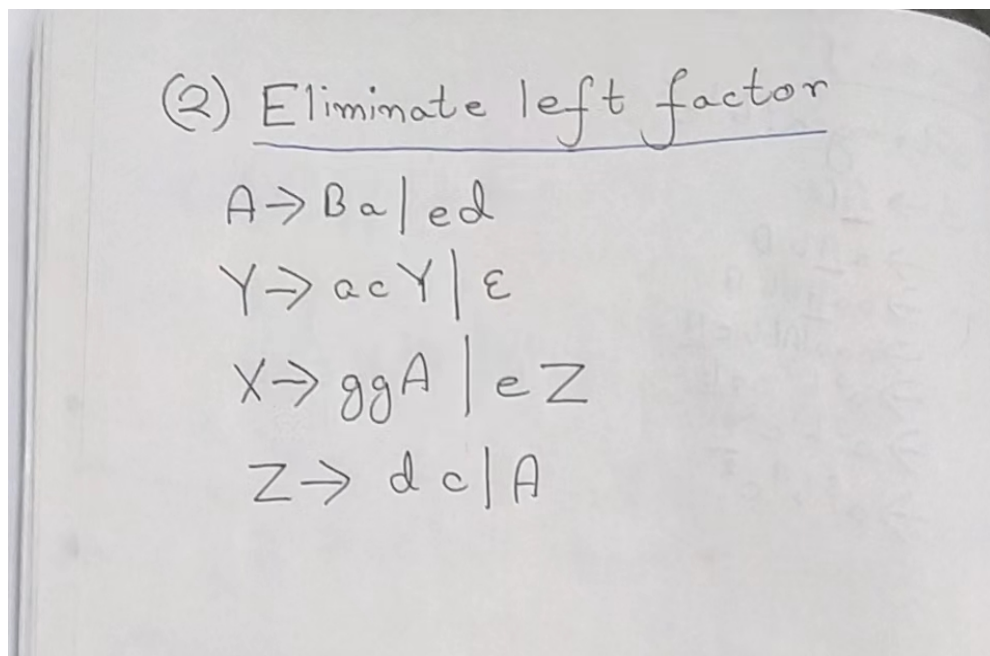 (2) Eliminate left factor
A→Ba|ed
Y→acY|ε
X→ggA|eZ
Z→dc|A